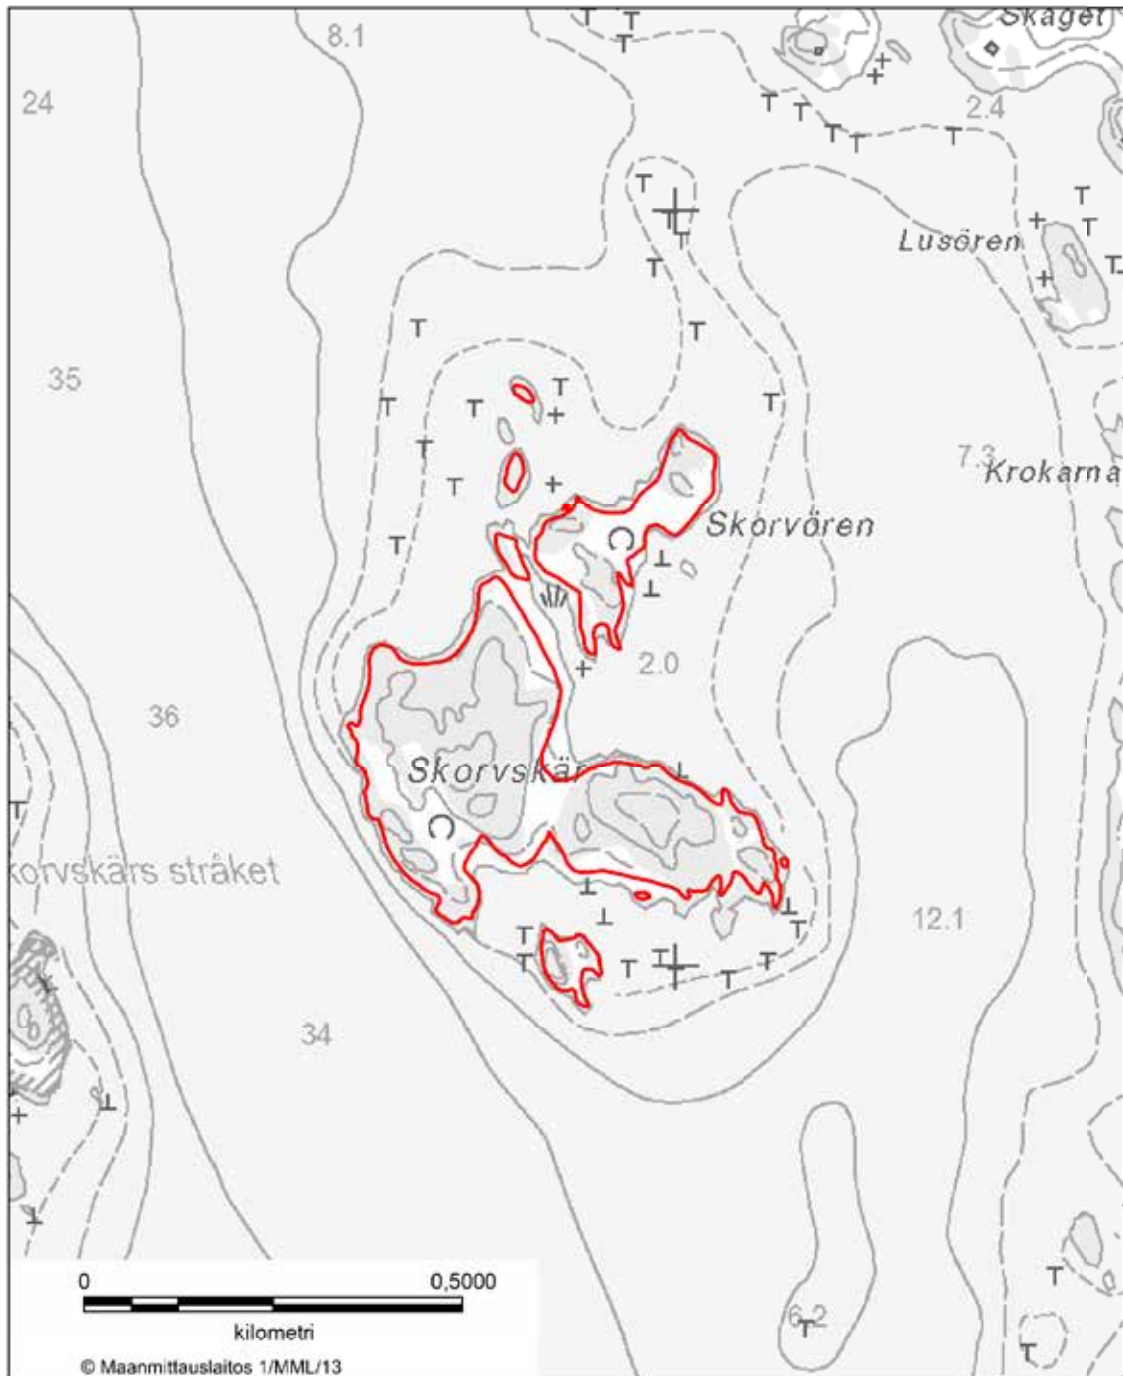 Skaget
8.1
24
2.4
Lusören
35
7.3
Krokarna
Skorvören
2.0
36
Skorvskär
korvskärs stråket
12.1
34
6.2
0 0,5000
kilometri
© Maanmittauslaitos 1/MML/13